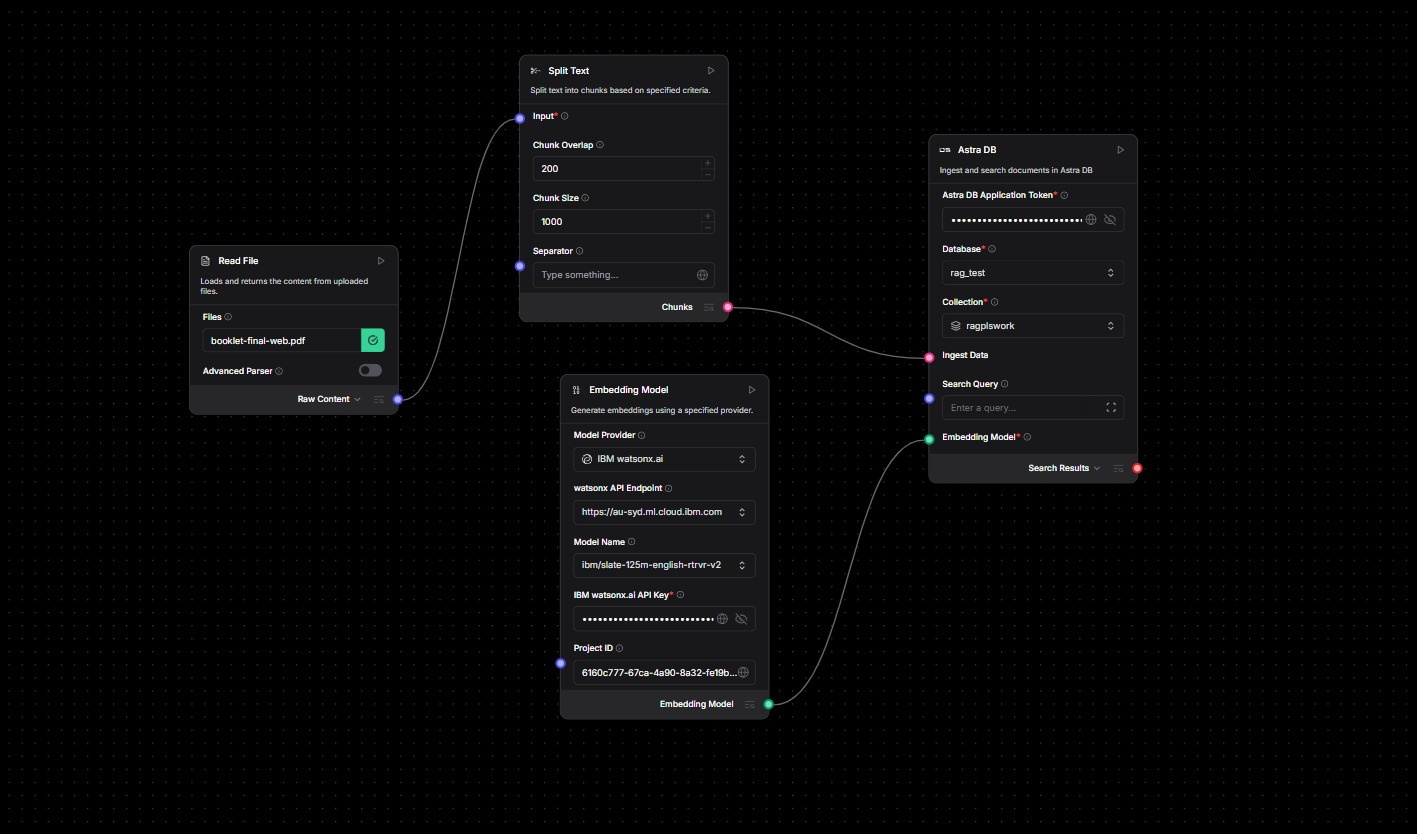 Split Text
Split text into chunks based on specified criteria.
Input*
Chunk Overlap
200
Chunk Size
1000
Separator
Type something...
Chunks
Read File
Loads and returns the content from uploaded
files.
Files
booklet-final-web.pdf
Advanced Parser
Raw Content
Embedding Model
Generate embeddings using a specified provider.
Model Provider
IBM watsonx.ai
watsonx API Endpoint
https://au-syd.ml.cloud.ibm.com
Model Name
ibm/slate-125m-english-rtrvr-v2
IBM watsonx.ai API Key*
••••••••••••••••••••••••••
Project ID
6160c777-67ca-4a90-8a32-fe19b...
Embedding Model
DS Astra DB
Ingest and search documents in Astra DB
Astra DB Application Token*
••••••••••••••••••••••••••
Database*
rag_test
Collection*
ragplswork
Ingest Data
Search Query
Enter a query...
Embedding Model*
Search Results